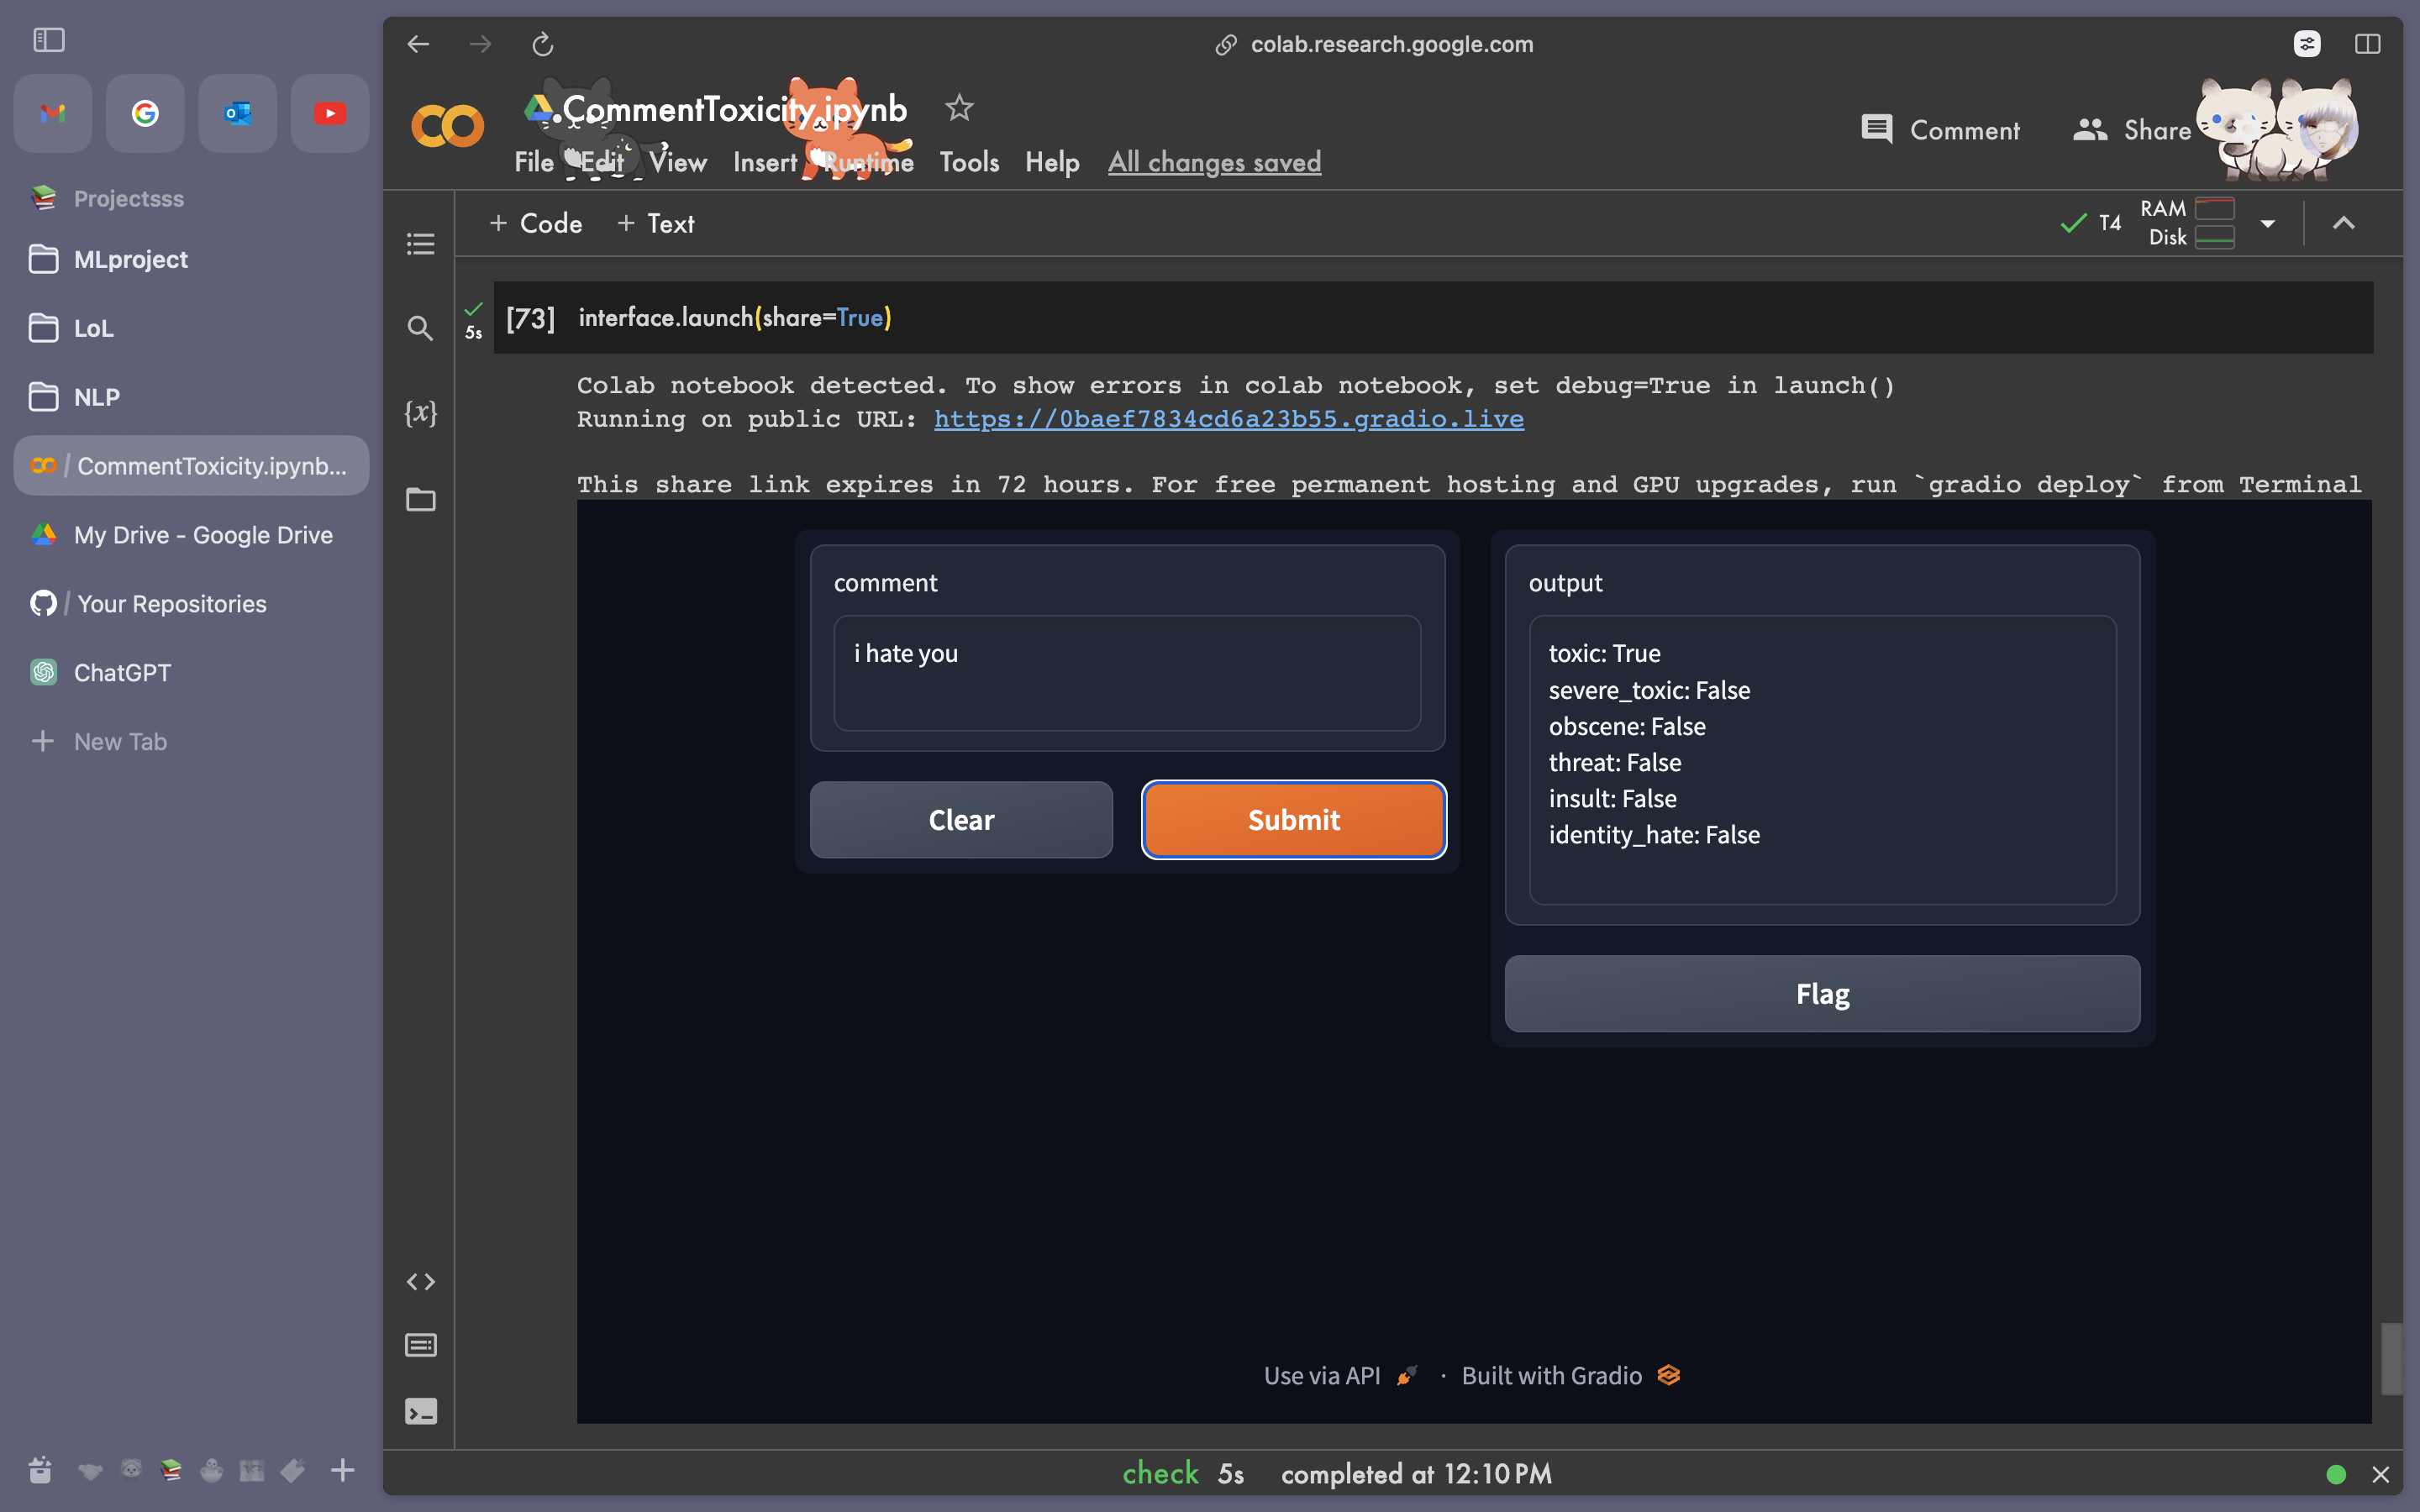 colab.research.google.com
CommentToxicity.ipynb
File Edit View Insert Runtime Tools Help All changes saved
Comment Share
+ Code + Text
T4 RAM Disk
Projectsss
MLproject
LoL
NLP
/ CommentToxicity.ipynb...
My Drive - Google Drive
/ Your Repositories
ChatGPT
+ New Tab
5s
[73] interface.launch(share=True)
Colab notebook detected. To show errors in colab notebook, set debug=True in launch()
Running on public URL: https://0baef7834cd6a23b55.gradio.live
This share link expires in 72 hours. For free permanent hosting and GPU upgrades, run `gradio deploy` from Terminal
comment
i hate you
Clear Submit
output
toxic: True
severe_toxic: False
obscene: False
threat: False
insult: False
identity_hate: False
Flag
Use via API · Built with Gradio
check 5s completed at 12:10 PM